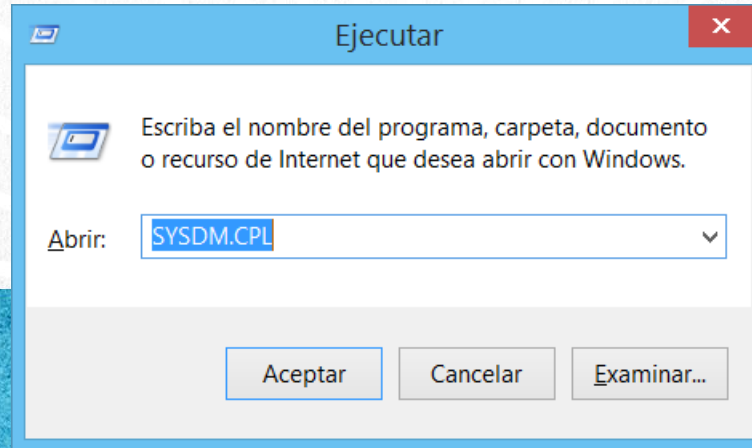 Ejecutar
Escriba el nombre del programa, carpeta, documento
o recurso de Internet que desea abrir con Windows.
Abrir: SYSDM.CPL
Aceptar Cancelar Examinar...